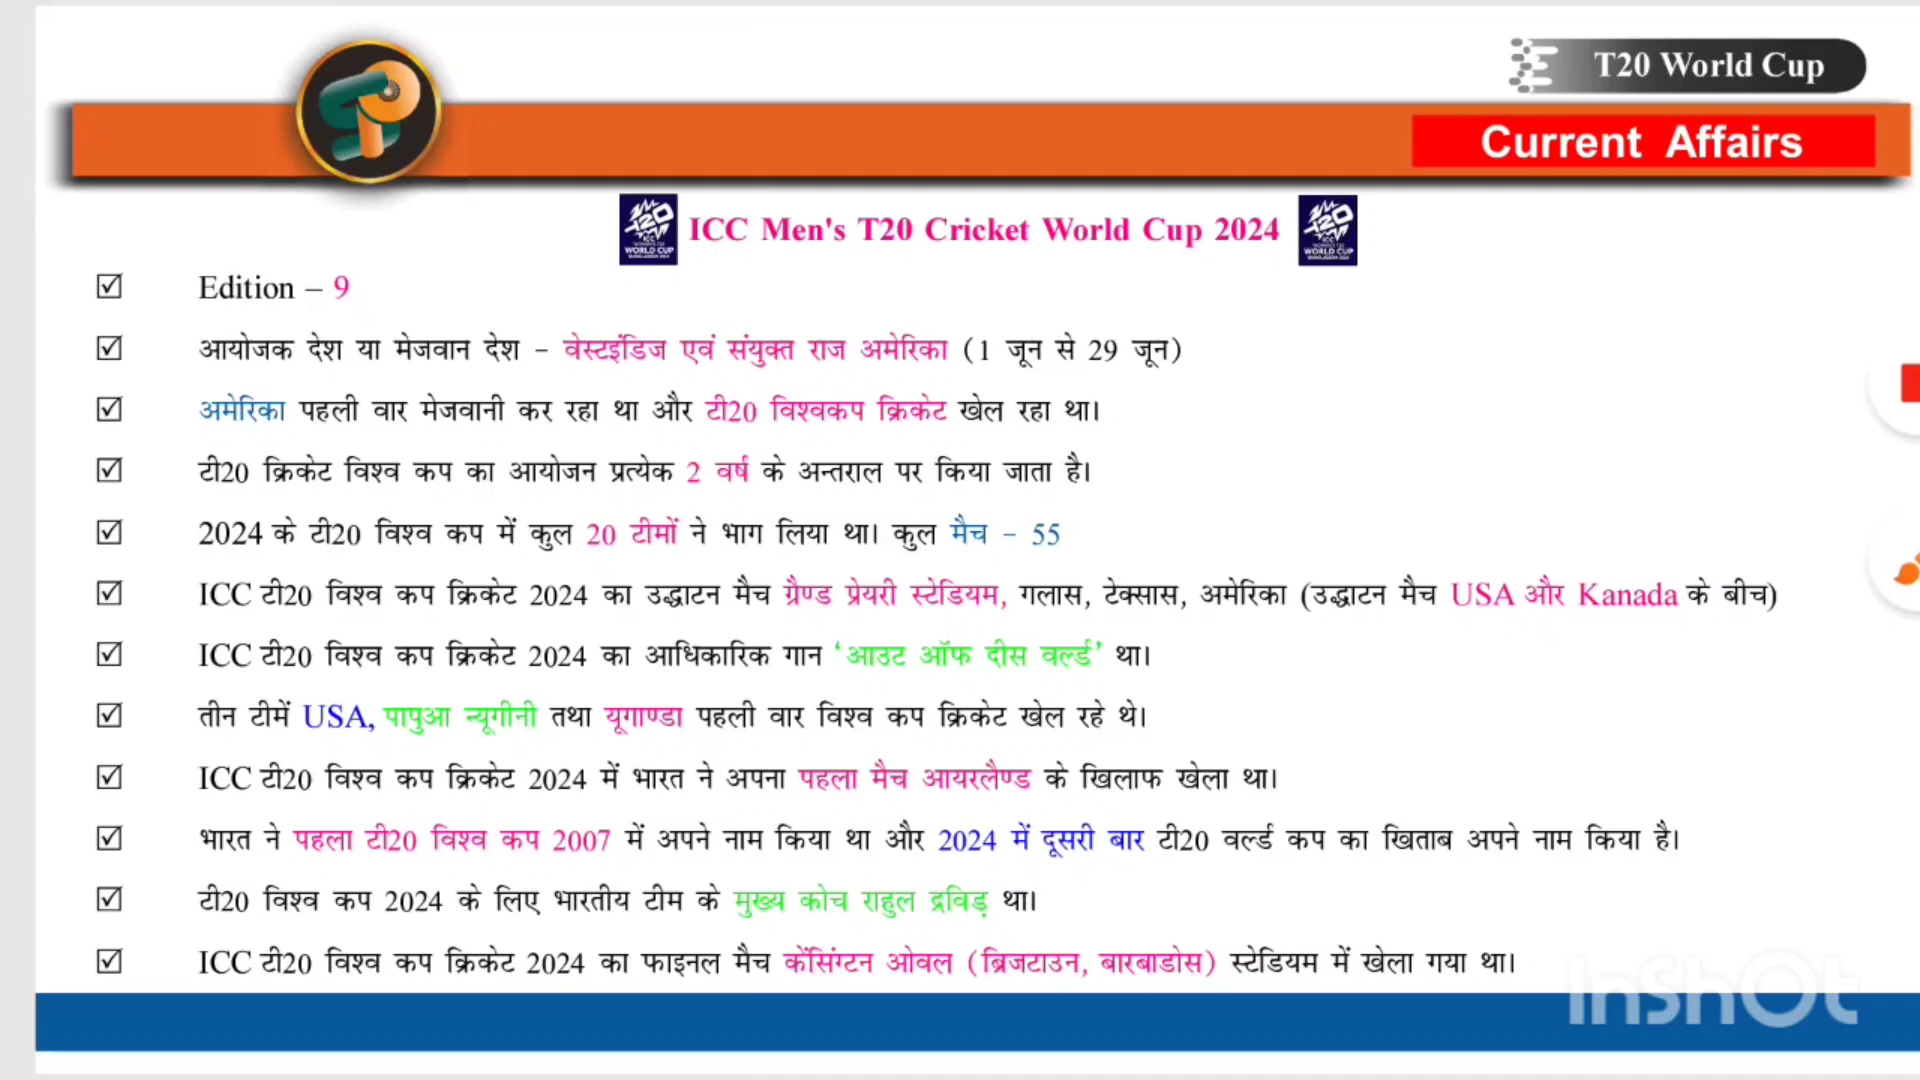 T20 World Cup
Current Affairs
ICC Men's T20 Cricket World Cup 2024
Edition – 9
आयोजक देश या मेजवान देश – वेस्टइंडिज एवं संयुक्त राज अमेरिका (1 जून से 29 जून)
अमेरिका पहली वार मेजवानी कर रहा था और टी20 विश्वकप क्रिकेट खेल रहा था।
टी20 क्रिकेट विश्व कप का आयोजन प्रत्येक 2 वर्ष के अन्तराल पर किया जाता है।
2024 के टी20 विश्व कप में कुल 20 टीमों ने भाग लिया था। कुल मैच – 55
ICC टी20 विश्व कप क्रिकेट 2024 का उद्घाटन मैच ग्रैण्ड प्रेयरी स्टेडियम, गलास, टेक्सास, अमेरिका (उद्घाटन मैच USA और Kanada के बीच)
ICC टी20 विश्व कप क्रिकेट 2024 का आधिकारिक गान ‘आउट ऑफ दीस वर्ल्ड’ था।
तीन टीमें USA, पापुआ न्यूगीनी तथा यूगाण्डा पहली वार विश्व कप क्रिकेट खेल रहे थे।
ICC टी20 विश्व कप क्रिकेट 2024 में भारत ने अपना पहला मैच आयरलैण्ड के खिलाफ खेला था।
भारत ने पहला टी20 विश्व कप 2007 में अपने नाम किया था और 2024 में दूसरी बार टी20 वर्ल्ड कप का खिताब अपने नाम किया है।
टी20 विश्व कप 2024 के लिए भारतीय टीम के मुख्य कोच राहुल द्रविड़ था।
ICC टी20 विश्व कप क्रिकेट 2024 का फाइनल मैच केंसिंग्टन ओवल (ब्रिजटाउन, बारबाडोस) स्टेडियम में खेला गया था।
InShOt